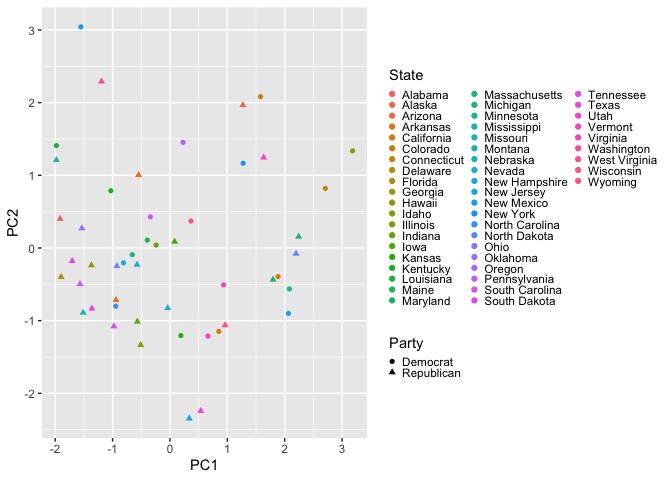 3
2
1
0
-1
-2
PC2
-2
-1
0
1
2
3
PC1
State
Alabama
Alaska
Arizona
Arkansas
California
Colorado
Connecticut
Delaware
Florida
Georgia
Hawaii
Idaho
Illinois
Indiana
Iowa
Kansas
Kentucky
Louisiana
Maine
Maryland
Massachusetts
Michigan
Minnesota
Mississippi
Missouri
Montana
Nebraska
Nevada
New Hampshire
New Jersey
New Mexico
New York
North Carolina
North Dakota
Ohio
Oklahoma
Oregon
Pennsylvania
South Carolina
South Dakota
Tennessee
Texas
Utah
Vermont
Virginia
Washington
West Virginia
Wisconsin
Wyoming
Party
Democrat
Republican